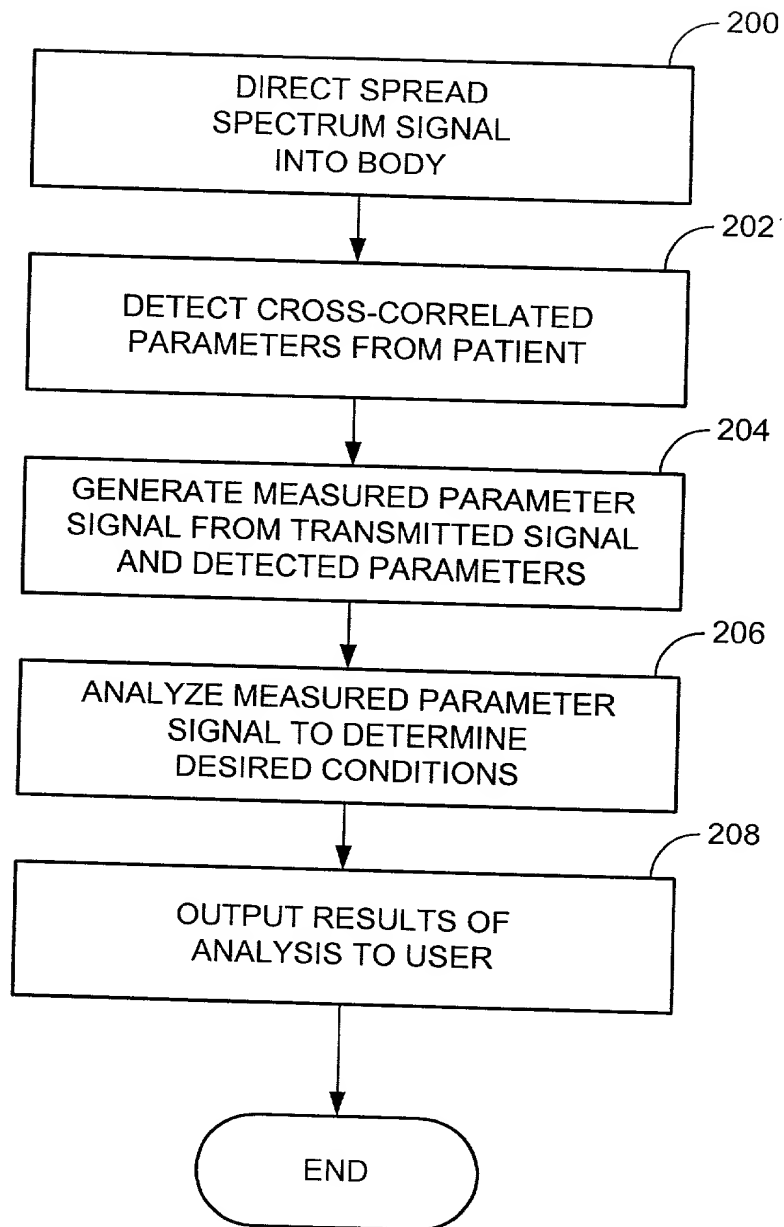 200
DIRECT SPREAD
SPECTRUM SIGNAL
INTO BODY
202
DETECT CROSS-CORRELATED
PARAMETERS FROM PATIENT
204
GENERATE MEASURED PARAMETER
SIGNAL FROM TRANSMITTED SIGNAL
AND DETECTED PARAMETERS
206
ANALYZE MEASURED PARAMETER
SIGNAL TO DETERMINE
DESIRED CONDITIONS
208
OUTPUT RESULTS OF
ANALYSIS TO USER
END